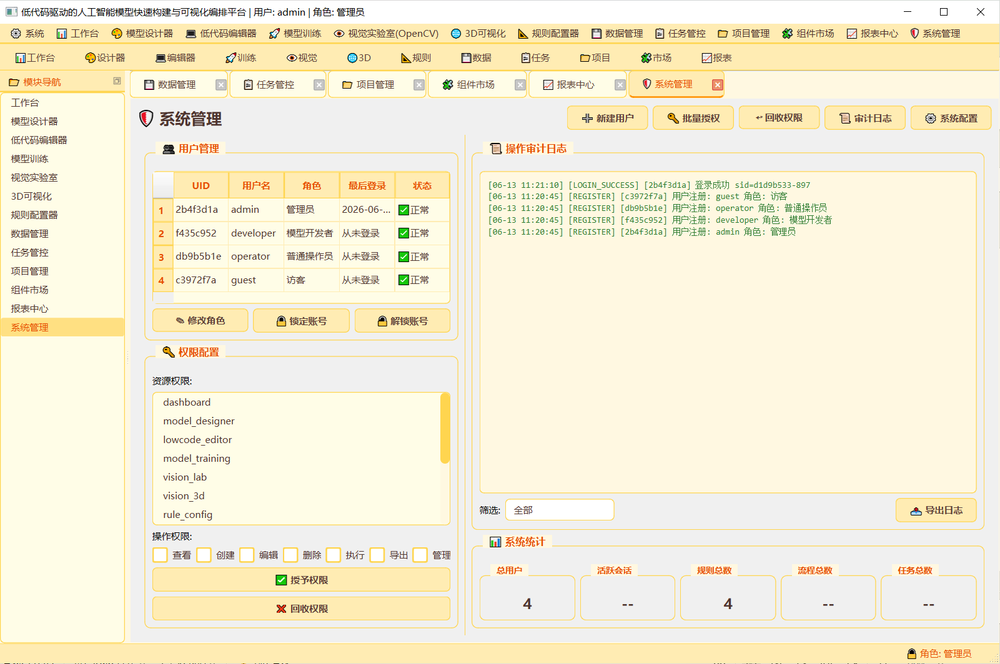 低代码驱动的人工智能模型快速构建与可视化编排平台 | 用户: admin | 角色: 管理员
系统 工作台 模型设计器 低代码编辑器 模型训练 视觉实验室(OpenCV) 3D可视化 规则配置器 数据管理 任务管控 项目管理 组件市场 报表中心 系统管理
工作台 设计器 编辑器 训练 视觉 3D 规则 数据 任务 项目 市场 报表
模块导航
工作台
模型设计器
低代码编辑器
模型训练
视觉实验室
3D可视化
规则配置器
数据管理
任务管控
项目管理
组件市场
报表中心
系统管理
数据管理 任务管控 项目管理 组件市场 报表中心 系统管理
系统管理
新建用户 批量授权 回收权限 审计日志 系统配置
用户管理
UID 用户名 角色 最后登录 状态
1 2b4f3d1a admin 管理员 2026-06-... 正常
2 f435c952 developer 模型开发者 从未登录 正常
3 db9b5b1e operator 普通操作员 从未登录 正常
4 c3972f7a guest 访客 从未登录 正常
修改角色 锁定账号 解锁账号
权限配置
资源权限:
dashboard
model_designer
lowcode_editor
model_training
vision_lab
vision_3d
rule_config
操作权限:
查看 创建 编辑 删除 执行 导出 管理
授予权限
回收权限
操作审计日志
[06-13 11:21:10] [LOGIN_SUCCESS] [2b4f3d1a] 登录成功 sid=d1d9b533-897
[06-13 11:20:45] [REGISTER] [c3972f7a] 用户注册: guest 角色: 访客
[06-13 11:20:45] [REGISTER] [db9b5b1e] 用户注册: operator 角色: 普通操作员
[06-13 11:20:45] [REGISTER] [f435c952] 用户注册: developer 角色: 模型开发者
[06-13 11:20:45] [REGISTER] [2b4f3d1a] 用户注册: admin 角色: 管理员
筛选: 全部 导出日志
系统统计
总用户 活跃会话 规则总数 流程总数 任务总数
4 -- 4 -- --
角色: 管理员